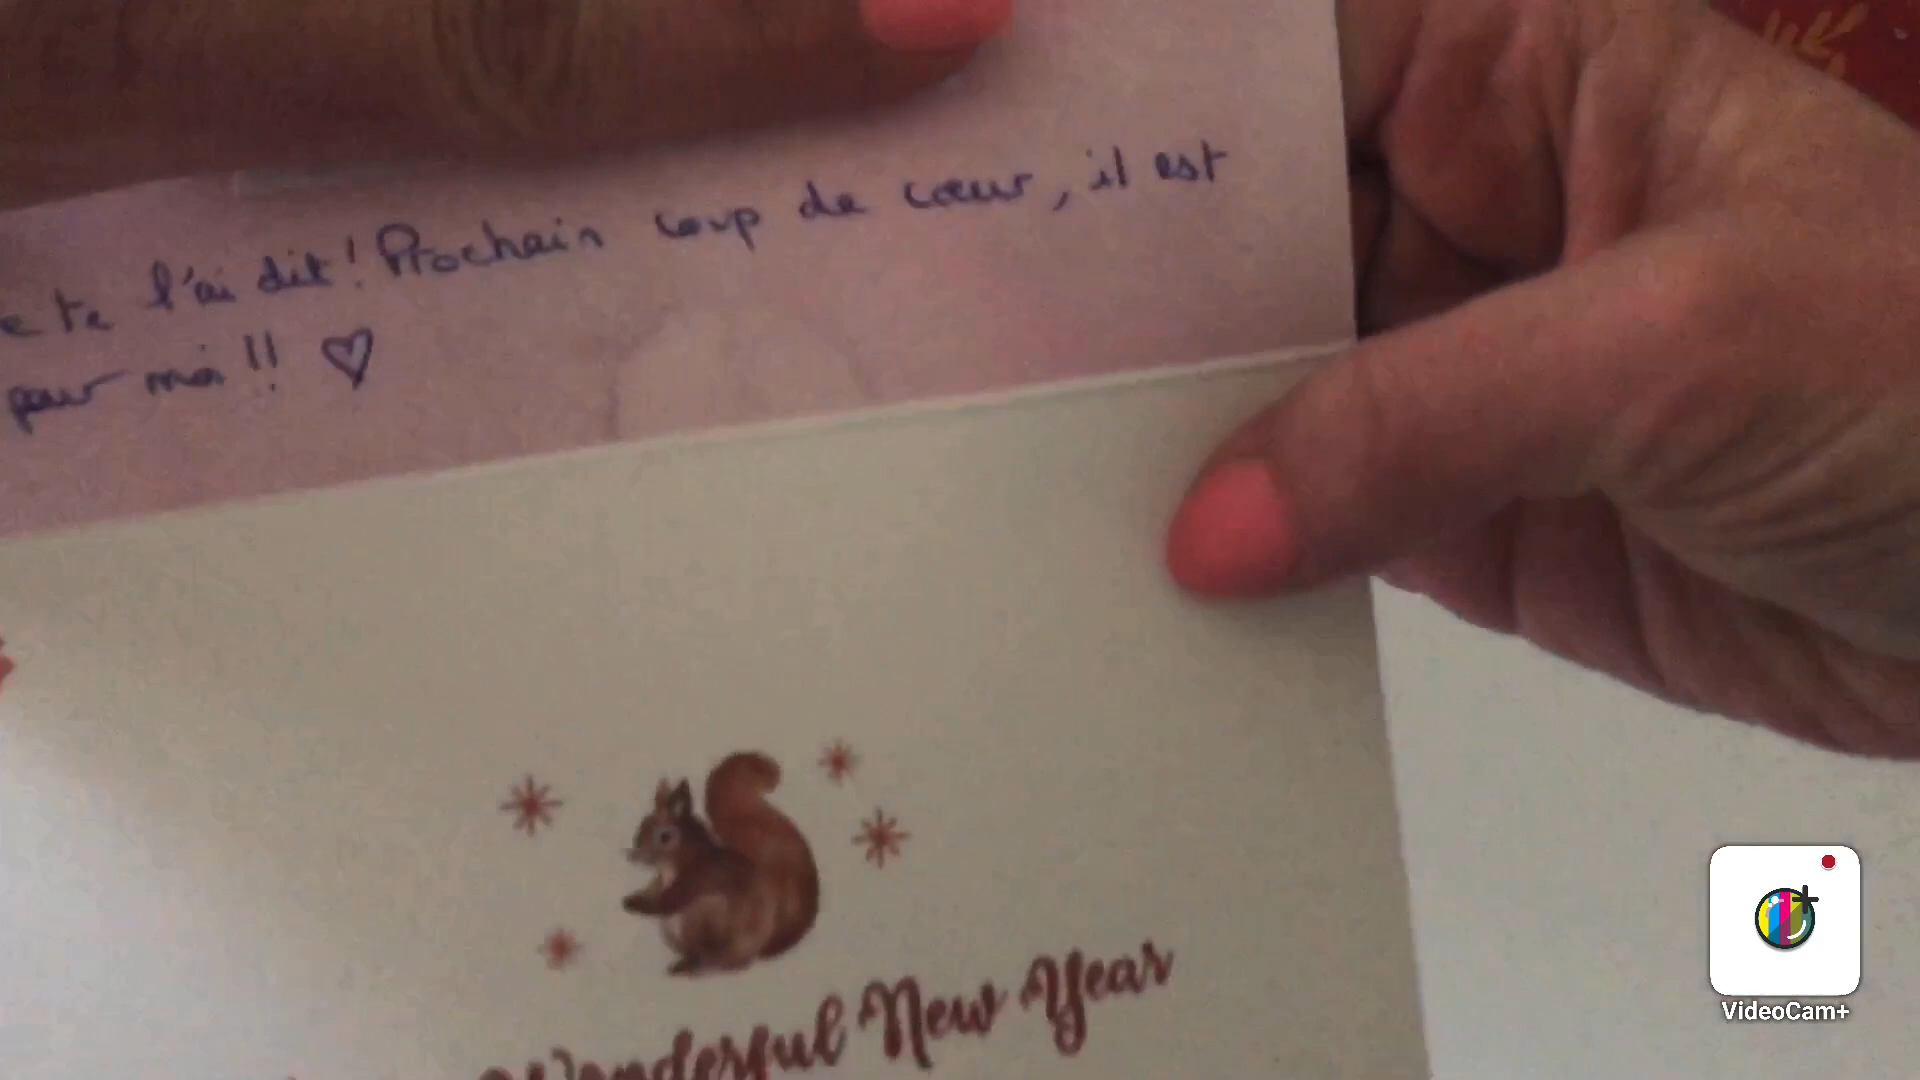 e te l'ai dit! Prochain coup de cœur, il est
pour moi!! ♡
Wonderful New Year
VideoCam+